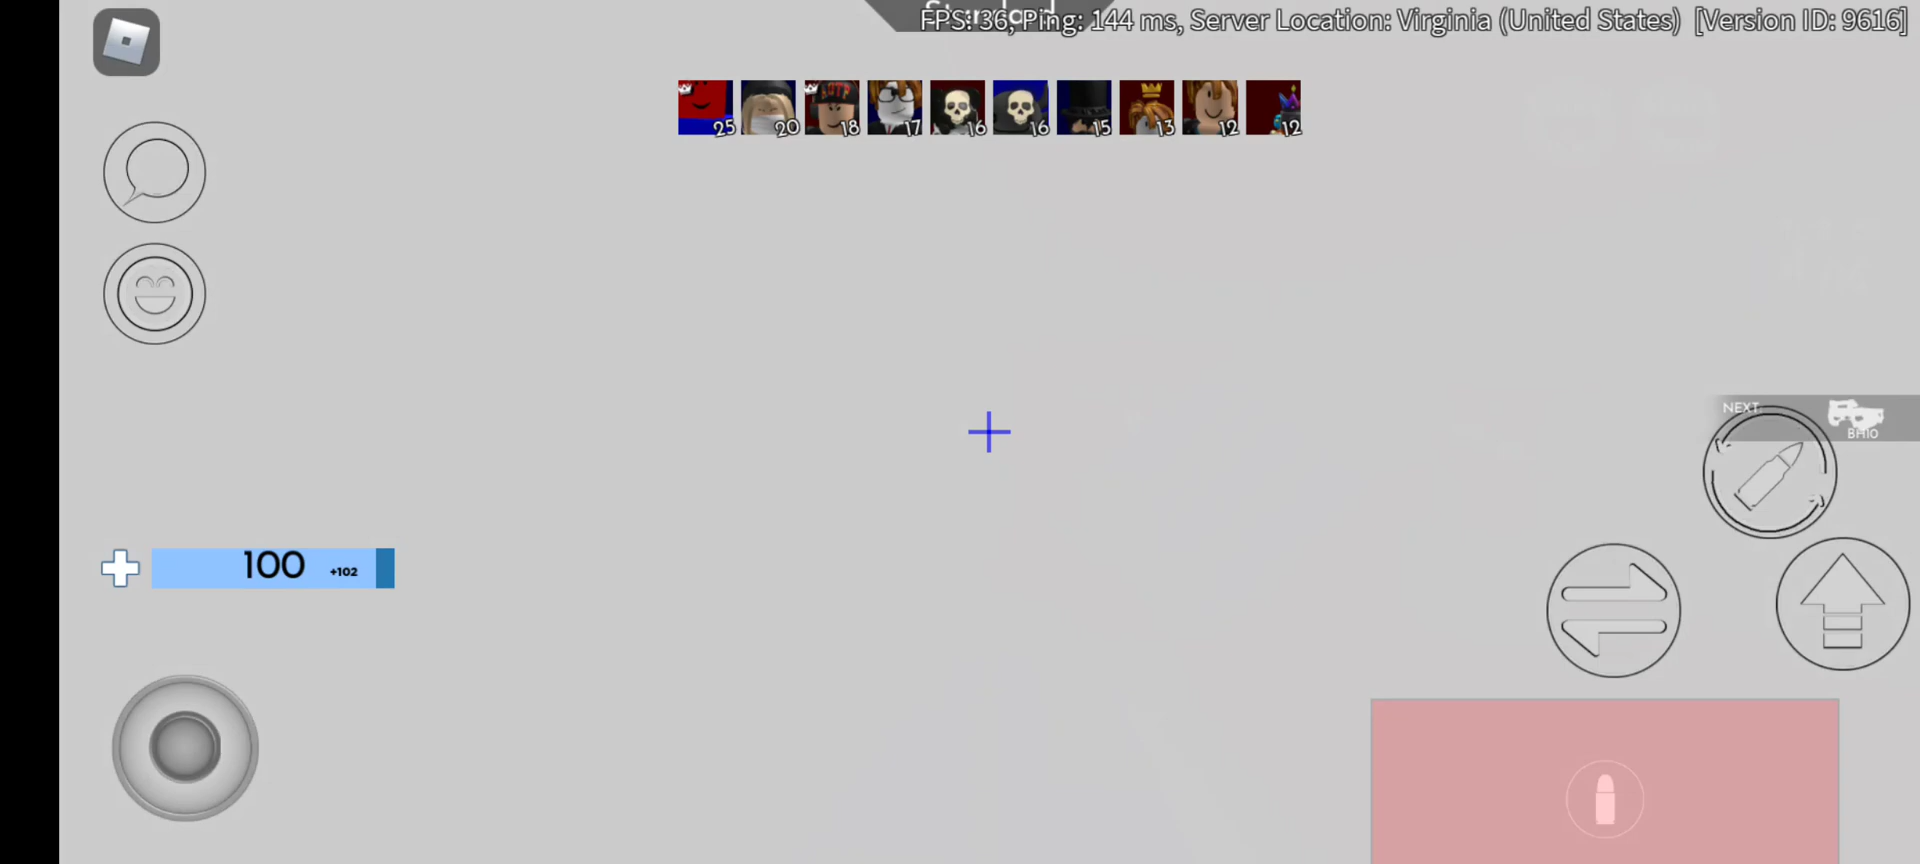 Standard
FPS: 36, Ping: 144 ms, Server Location: Virginia (United States) [Version ID: 9616]
25 20 18 17 16 16 15 13 12 12
NEXT
BH10
100 +102